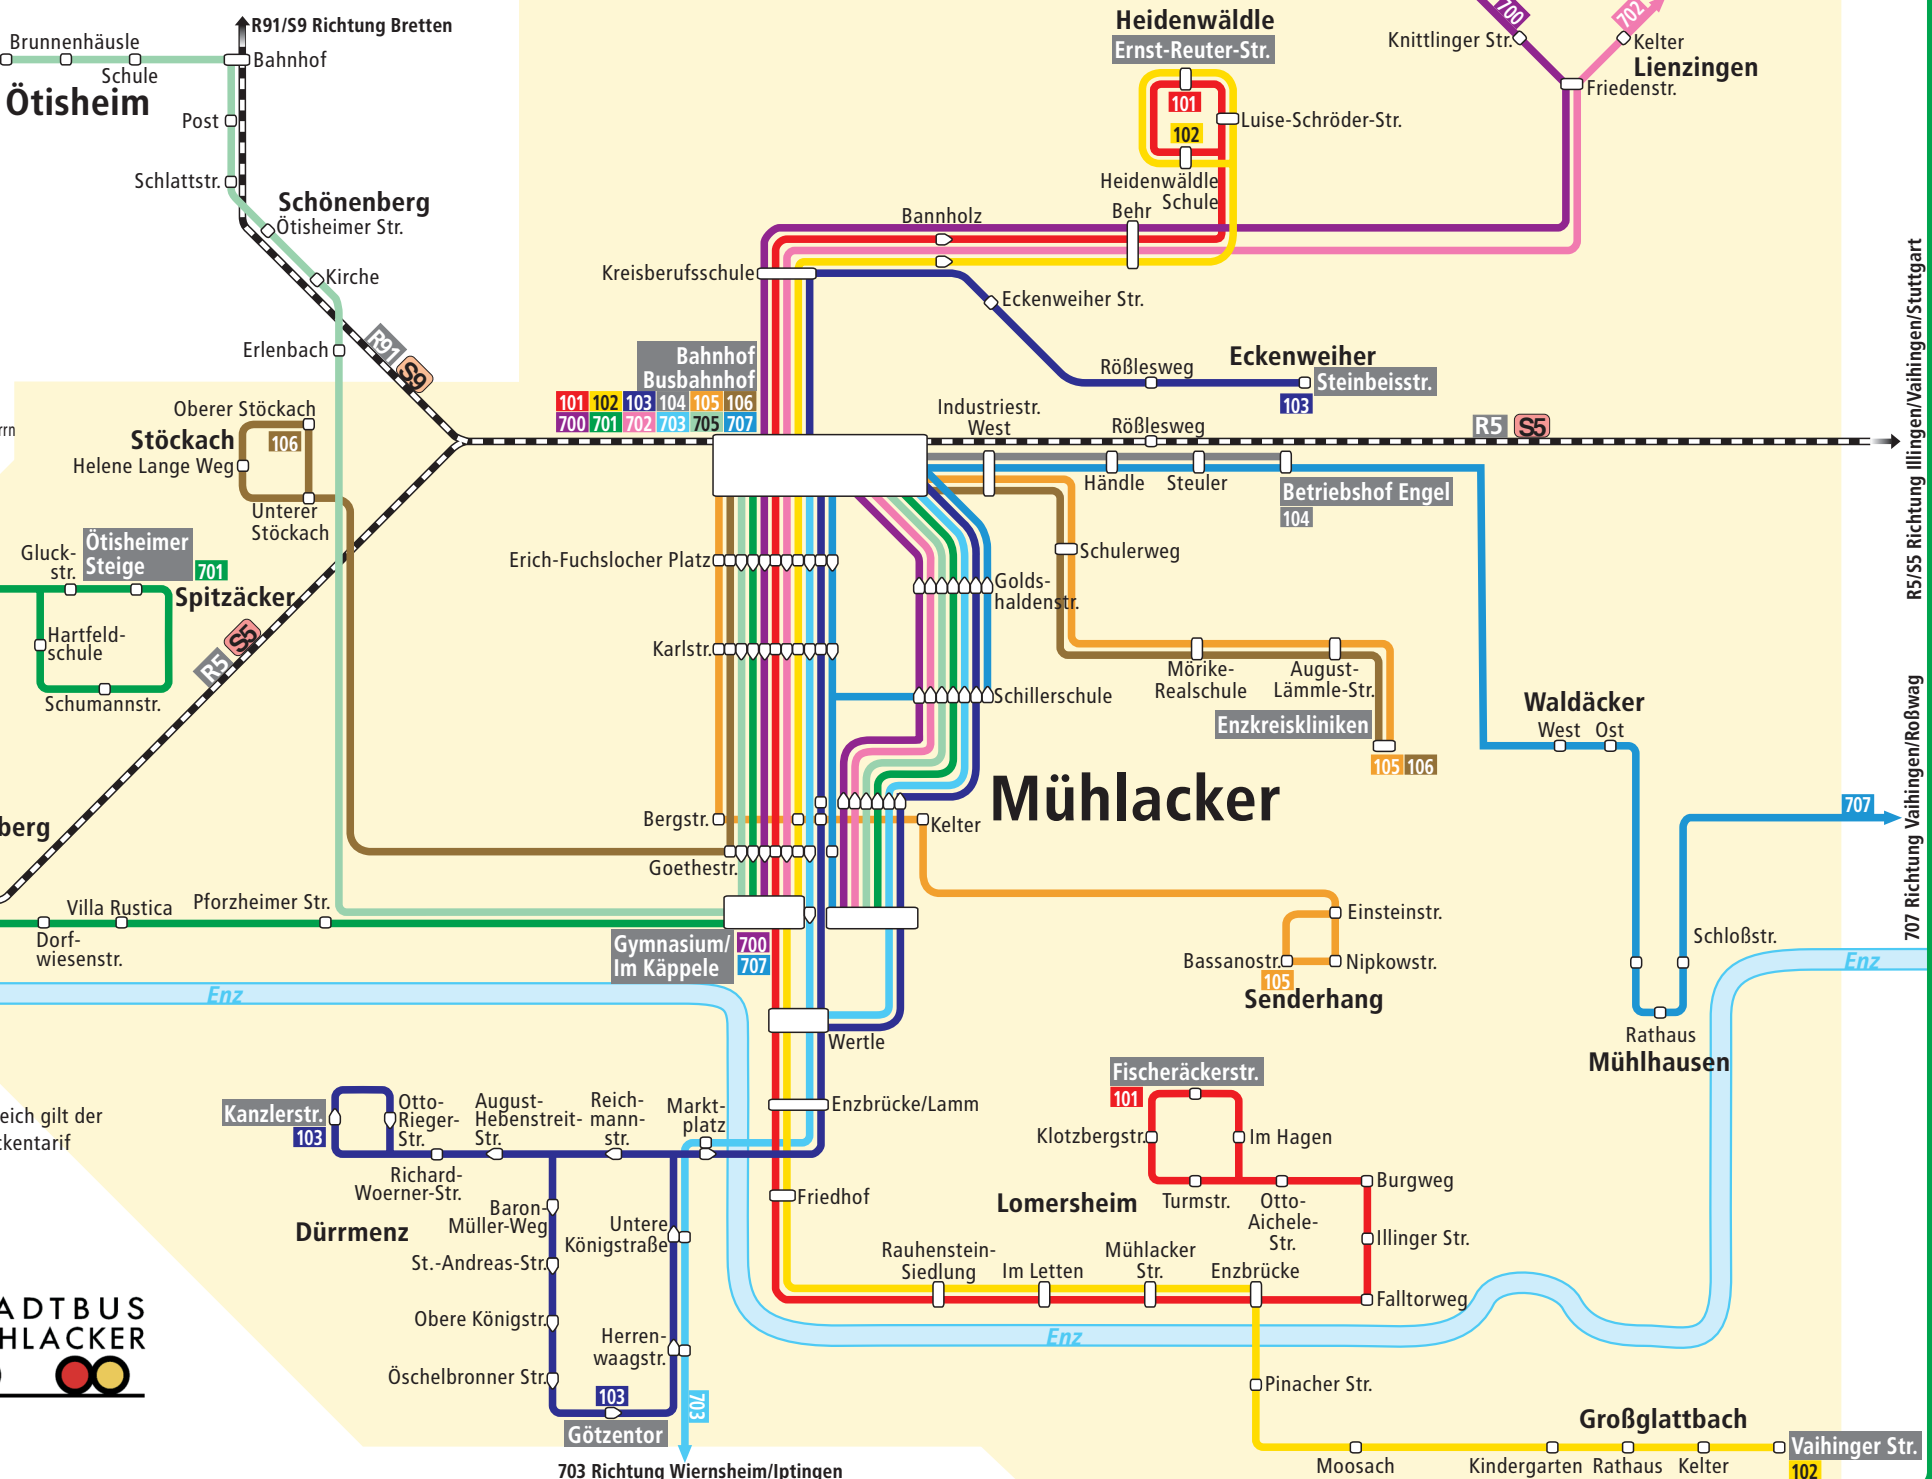 R91/S9 Richtung Bretten
Brunnenhäusle
Schule
Bahnhof
Ötisheim
Post
Schlattstr.
Schönenberg
Ötisheimer Str.
Kirche
Erlenbach
R91
S9
Heidenwäldle
Ernst-Reuter-Str.
101
102
Luise-Schröder-Str.
Heidenwäldle
Schule
700
702
Knittlinger Str.
Kelter
Lienzingen
Friedenstr.
Bannholz
Behr
Kreisberufsschule
Eckenweiher Str.
Rößlesweg
Eckenweiher
Steinbeisstr.
103
Bahnhof
Busbahnhof
101 102 103 104 105 106
700 701 702 703 705 707
Industriestr.
West
Rößlesweg
R5 S5
R5/S5 Richtung Illingen/Vaihingen/Stuttgart
Händle
Steuler
Betriebshof Engel
104
Oberer Stöckach
Stöckach
106
Helene Lange Weg
Unterer
Stöckach
Gluck-
str.
Ötisheimer
Steige
701
Spitzäcker
Hartfeld-
schule
Schumannstr.
R5
S5
Erich-Fuchslocher Platz
Golds-
haldenstr.
Schulerweg
Karlstr.
Schillerschule
Mörike-
Realschule
August-
Lämmle-Str.
Enzkreiskliniken
105 106
Waldäcker
West Ost
707 Richtung Vaihingen/Roßwag
707
Mühlacker
berg
Bergstr.
Kelter
Goethestr.
Villa Rustica
Pforzheimer Str.
Dorf-
wiesenstr.
Gymnasium/
Im Käppele
700
707
Einsteinstr.
Bassanostr.
Nipkowstr.
105
Senderhang
Schloßstr.
Enz
Enz
Rathaus
Mühlhausen
Wertle
Enzbrücke/Lamm
Kanzlerstr.
103
Otto-
Rieger-
Str.
August-
Hebenstreit-
Str.
Reich-
mann-
str.
Markt-
platz
Richard-
Woerner-Str.
Dürrmenz
Baron-
Müller-Weg
Untere
Königstraße
St.-Andreas-Str.
Obere Königstr.
Herren-
waagstr.
Öschelbronner Str.
103
Götzentor
703
703 Richtung Wiernsheim/Iptingen
Friedhof
Fischeräckerstr.
101
Klotzbergstr.
Im Hagen
Lomersheim
Turmstr.
Otto-
Aichele-
Str.
Burgweg
Illinger Str.
Falltorweg
Rauhenstein-
Siedlung
Im Letten
Mühlacker
Str.
Enzbrücke
Enz
Pinacher Str.
Großglattbach
Moosach
Kindergarten
Rathaus
Kelter
Vaihinger Str.
102
eich gilt der
ckentarif
ADTBUS
HLACKER